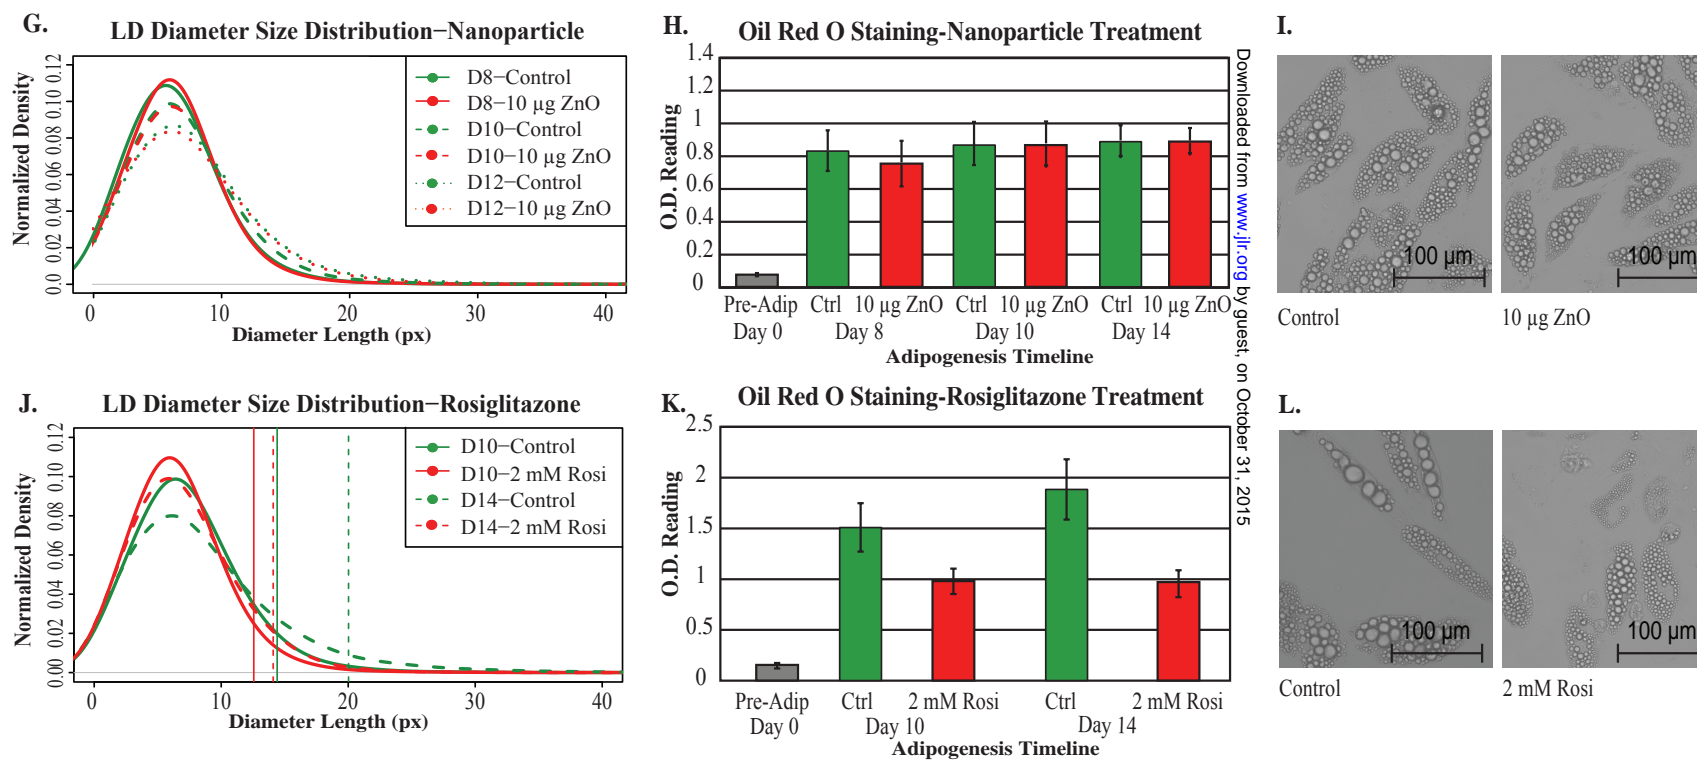 G.
LD Diameter Size Distribution−Nanoparticle
Normalized Density
0.0 0.02 0.04 0.06 0.08 0.10 0.12
D8−Control
D8−10 µg ZnO
D10−Control
D10−10 µg ZnO
D12−Control
D12−10 µg ZnO
0 10 20 30 40
Diameter Length (px)
H.
Oil Red O Staining-Nanoparticle Treatment
O.D. Reading
1.4
1.2
1
0.8
0.6
0.4
0.2
0
Pre-Adip Ctrl 10 µg ZnO Ctrl 10 µg ZnO Ctrl 10 µg ZnO
Day 0 Day 8 Day 10 Day 14
Adipogenesis Timeline
Downloaded from www.jlr.org by guest, on October 31, 2015
I.
100 µm
100 µm
Control
10 µg ZnO
J.
LD Diameter Size Distribution−Rosiglitazone
Normalized Density
0.00 0.02 0.04 0.06 0.08 0.10 0.12
D10−Control
D10−2 mM Rosi
D14−Control
D14−2 mM Rosi
0 10 20 30 40
Diameter Length (px)
K.
Oil Red O Staining-Rosiglitazone Treatment
O.D. Reading
2.5
2
1.5
1
0.5
0
Pre-Adip Ctrl 2 mM Rosi Ctrl 2 mM Rosi
Day 0 Day 10 Day 14
Adipogenesis Timeline
L.
100 µm
100 µm
Control
2 mM Rosi